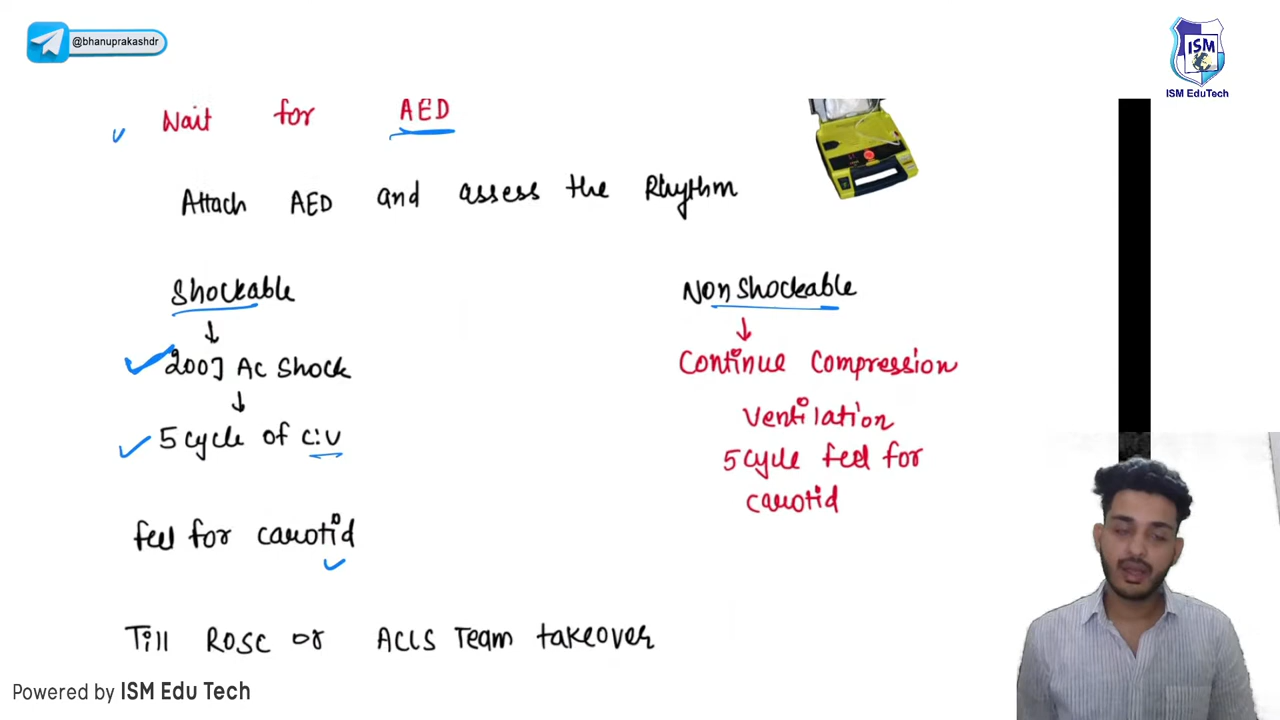 @bhanuprakashdr
ISM
ISM EduTech
Wait for AED
Attach AED and assess the Rhythm
Shockable
Non Shockable
200J AC Shock
Continue Compression
Ventilation
5 cycle of C:V
5 cycle feel for
carotid
feel for carotid
Till ROSC or ACLS Team takeover
Powered by ISM Edu Tech